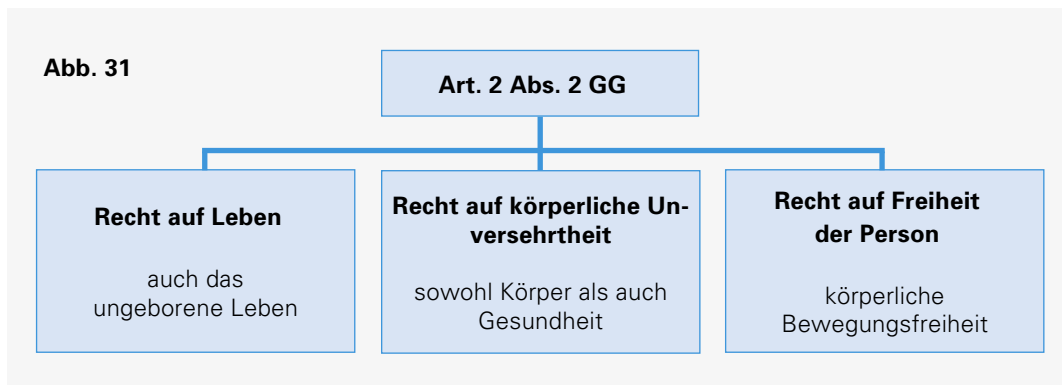 Abb. 31
Art. 2 Abs. 2 GG
Recht auf Leben
auch das
ungeborene Leben
Recht auf körperliche Un-
versehrtheit
sowohl Körper als auch
Gesundheit
Recht auf Freiheit
der Person
körperliche
Bewegungsfreiheit